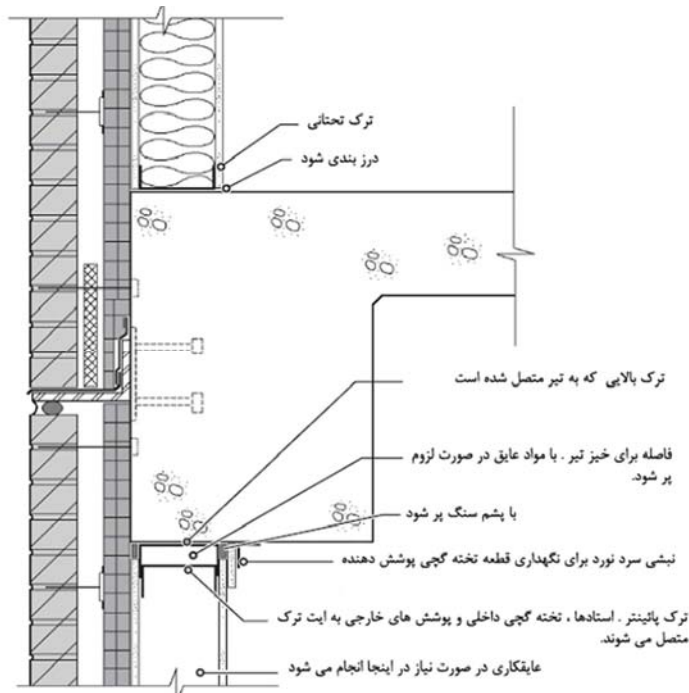 ترک تحتانی
درز بندی شود
ترک بالایی که به تیر متصل شده است
فاصله برای خیز تیر . با مواد عایق در صورت لزوم
پر شود.
با پشم سنگ پر شود
نبشی سرد نورد برای نگهداری قطعه تخته گچی پوشش دهنده
ترک پائینتر . استادها ، تخته گچی داخلی و پوشش های خارجی به ایت ترک
متصل می شوند.
عایقکاری در صورت نیاز در اینجا انجام می شود